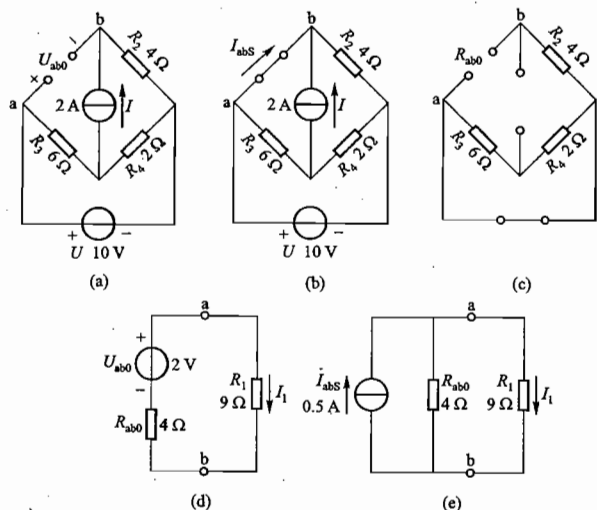 b
−
U_ab0
+
a
R_2 4 Ω
2 A
I
R_3 6 Ω
R_4 2 Ω
+ −
U 10 V
(a)
b
I_abS
a
R_2 4 Ω
2 A
I
R_3 6 Ω
R_4 2 Ω
+ −
U 10 V
(b)
b
R_ab0
a
R_2 4 Ω
R_3 6 Ω
R_4 2 Ω
(c)
a
+
U_ab0 2 V
−
R_1
9 Ω
I_1
R_ab0 4 Ω
b
(d)
a
I_abS
0.5 A
R_ab0
4 Ω
R_1
9 Ω
I_1
b
(e)